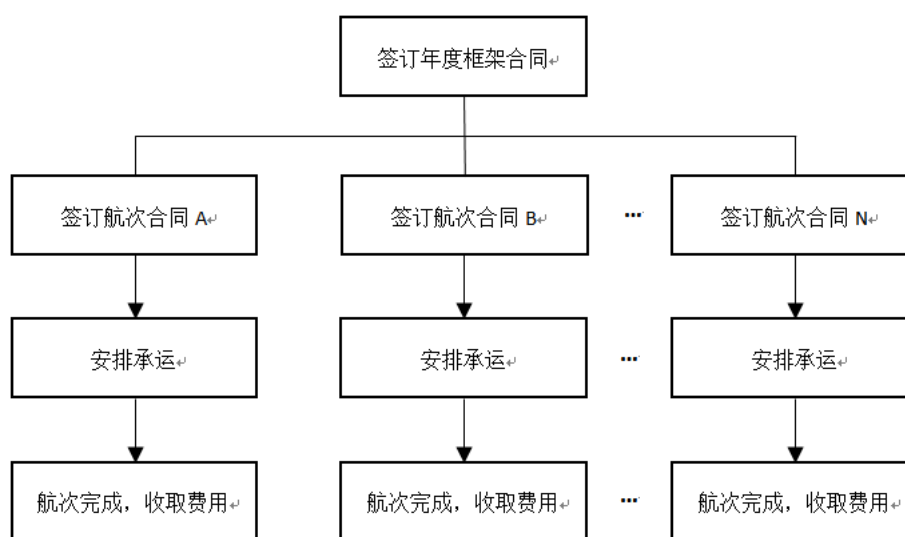 签订年度框架合同
签订航次合同 A
签订航次合同 B
…
签订航次合同 N
安排承运
安排承运
…
安排承运
航次完成，收取费用
航次完成，收取费用
…
航次完成，收取费用